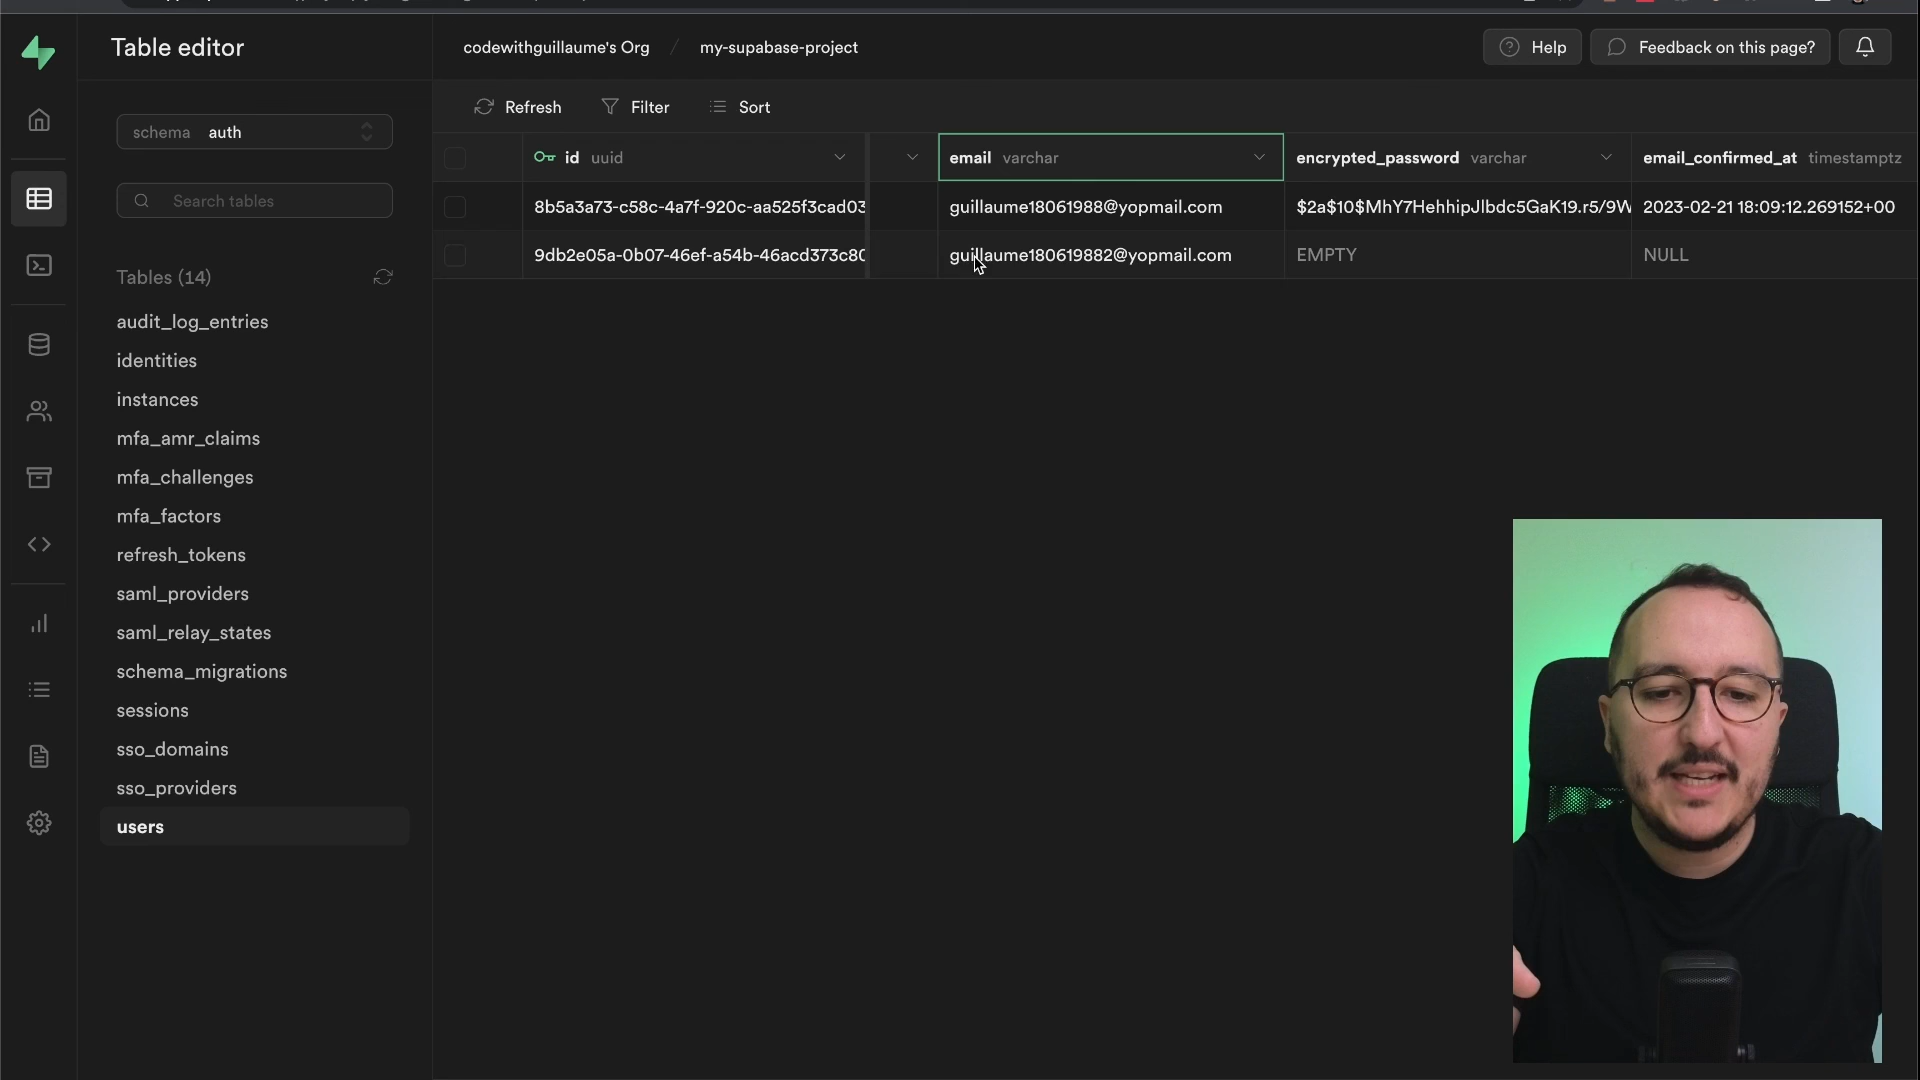 Table editor
codewithguillaume's Org / my-supabase-project
Help
Feedback on this page?
schema auth
Refresh
Filter
Sort
id uuid
email varchar
encrypted_password varchar
email_confirmed_at timestamptz
Search tables
8b5a3a73-c58c-4a7f-920c-aa525f3cad03
guillaume18061988@yopmail.com
$2a$10$MhY7HehhipJlbdc5GaK19.r5/9W
2023-02-21 18:09:12.269152+00
9db2e05a-0b07-46ef-a54b-46acd373c80
guillaume180619882@yopmail.com
EMPTY
NULL
Tables (14)
audit_log_entries
identities
instances
mfa_amr_claims
mfa_challenges
mfa_factors
refresh_tokens
saml_providers
saml_relay_states
schema_migrations
sessions
sso_domains
sso_providers
users